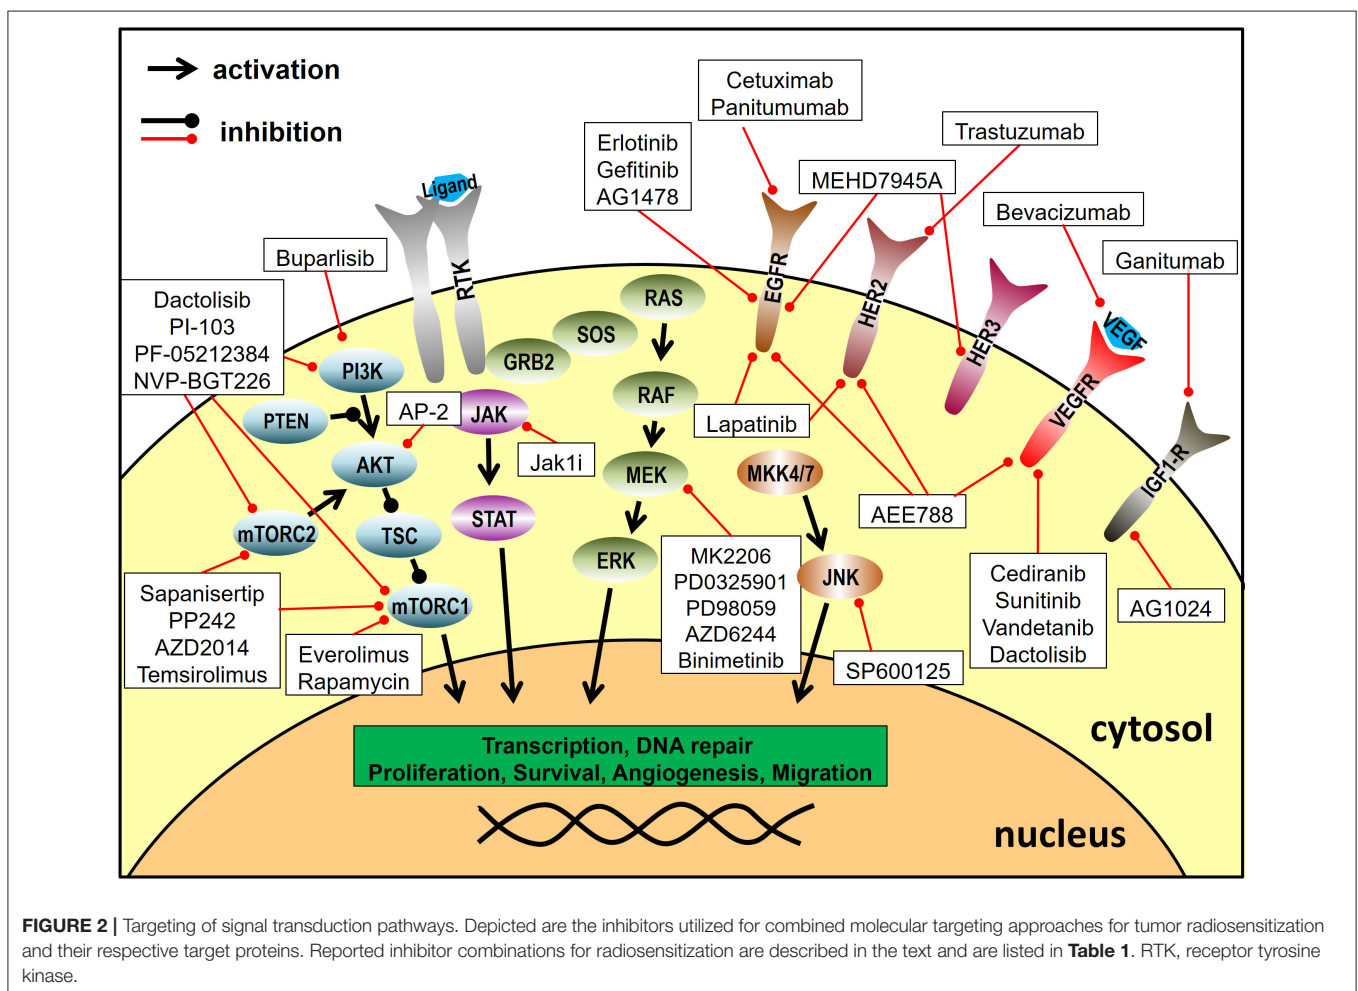 activation
inhibition
Cetuximab
Panitumumab
Erlotinib
Gefitinib
AG1478
MEHD7945A
Trastuzumab
Bevacizumab
Ganitumab
Ligand
RTK
Buparlisib
Dactolisib
PI-103
PF-05212384
NVP-BGT226
RAS
SOS
GRB2
EGFR
HER2
HER3
VEGF
VEGFR
IGF1-R
PI3K
PTEN
AP-2
JAK
RAF
Lapatinib
AKT
Jak1i
MEK
MKK4/7
AEE788
mTORC2
TSC
STAT
ERK
MK2206
PD0325901
PD98059
AZD6244
Binimetinib
JNK
Cediranib
Sunitinib
Vandetanib
Dactolisib
AG1024
Sapanisertip
PP242
AZD2014
Temsirolimus
mTORC1
Everolimus
Rapamycin
SP600125
cytosol
Transcription, DNA repair
Proliferation, Survival, Angiogenesis, Migration
nucleus
FIGURE 2 | Targeting of signal transduction pathways. Depicted are the inhibitors utilized for combined molecular targeting approaches for tumor radiosensitization
and their respective target proteins. Reported inhibitor combinations for radiosensitization are described in the text and are listed in Table 1. RTK, receptor tyrosine
kinase.